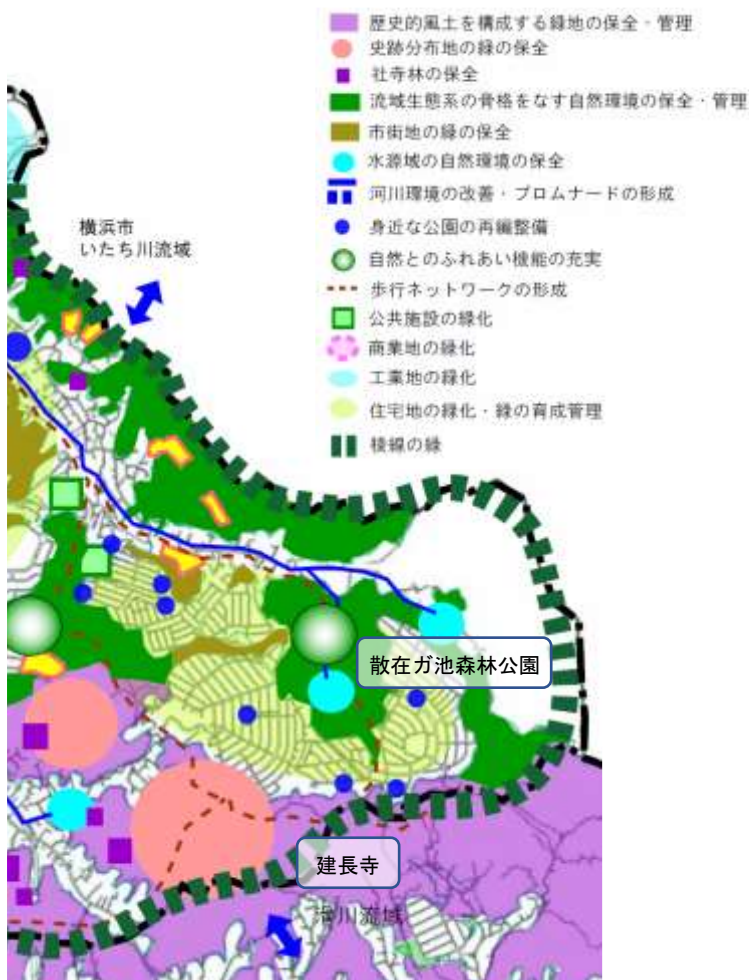 歴史的風土を構成する緑地の保全・管理
史跡分布地の緑の保全
社寺林の保全
流域生態系の骨格をなす自然環境の保全・管理
市街地の緑の保全
水源域の自然環境の保全
河川環境の改善・プロムナードの形成
身近な公園の再編整備
自然とのふれあい機能の充実
歩行ネットワークの形成
公共施設の緑化
商業地の緑化
工業地の緑化
住宅地の緑化・緑の育成管理
稜線の緑
横浜市
いたち川流域
散在ガ池森林公園
建長寺
川流域